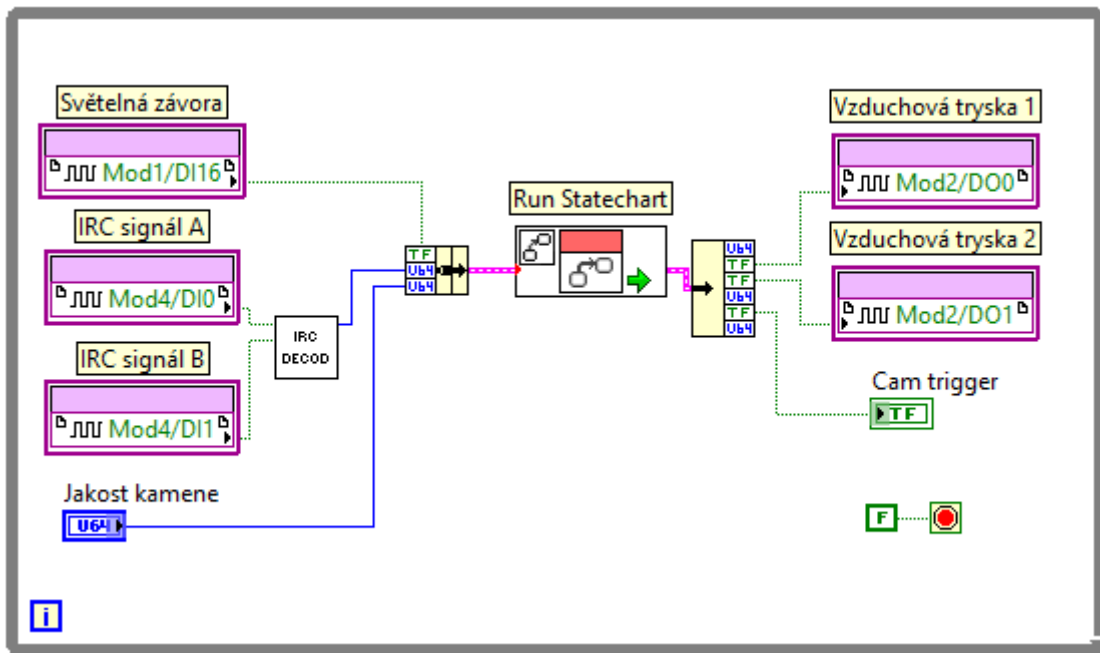 Světelná závora
Mod1/DI16
IRC signál A
Mod4/DI0
IRC signál B
Mod4/DI1
Jakost kamene
U64
IRC
DECOD
TF
U64
U64
Run Statechart
U64
TF
TF
U64
TF
U64
Vzduchová tryska 1
Mod2/DO0
Vzduchová tryska 2
Mod2/DO1
Cam trigger
TF
F
i